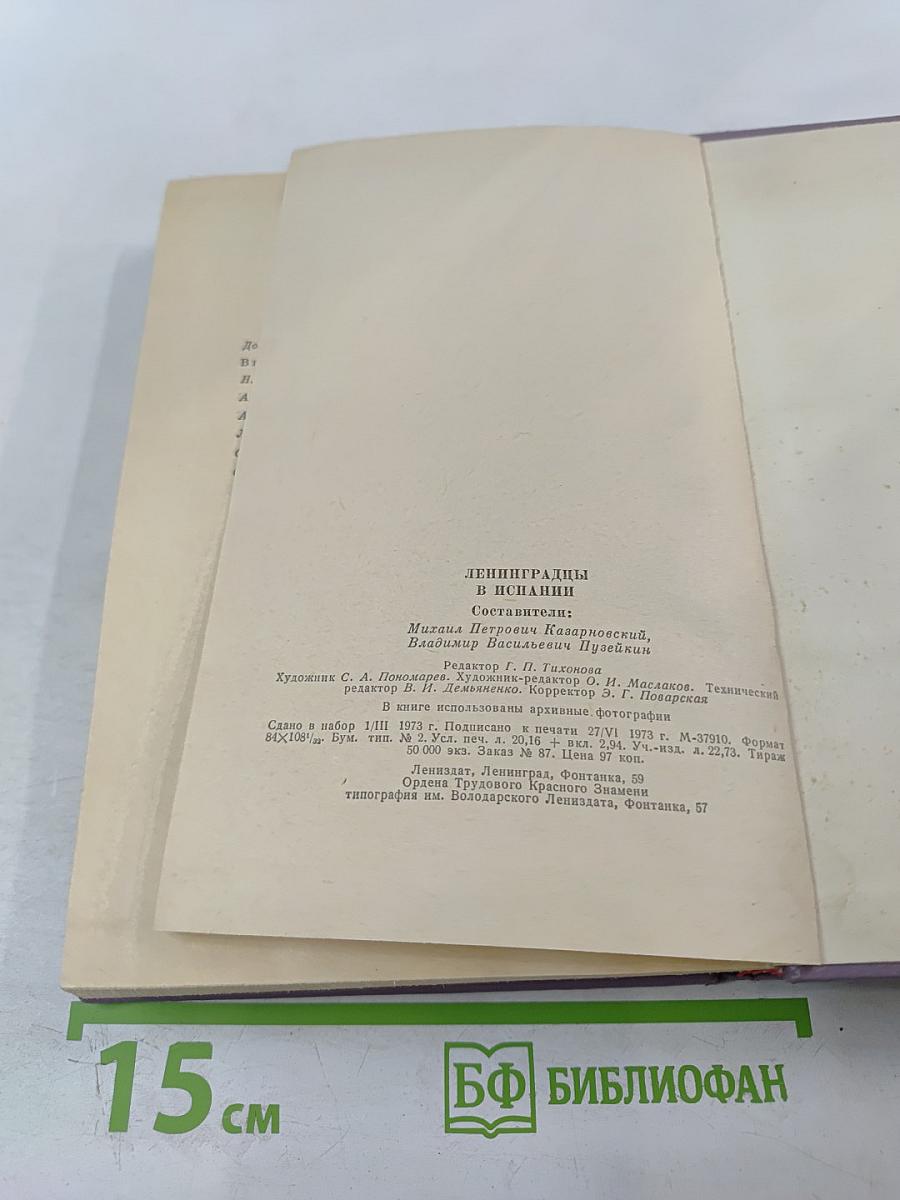 До
В
Н.
А
ЛЕНИНГРАДЦЫ
В ИСПАНИИ
Составители:
Михаил Петрович Казарновский,
Владимир Васильевич Пузейкин
Редактор Г. П. Тихонова
Художник С. А. Пономарев. Художник-редактор О. И. Маслаков. Технический
редактор В. И. Демьяненко. Корректор Э. Г. Поварская
В книге использованы архивные фотографии
Сдано в набор 1/III 1973 г. Подписано к печати 27/VI 1973 г. М-37910. Формат
84×108¹/₃₂. Бум. тип. № 2. Усл. печ. л. 20,16 + вкл. 2,94. Уч.-изд. л. 22,73. Тираж
50 000 экз. Заказ № 87. Цена 97 коп.
Лениздат, Ленинград, Фонтанка, 59
Ордена Трудового Красного Знамени
типография им. Володарского Лениздата, Фонтанка, 57
15 см
БФ БИБЛИОФАН